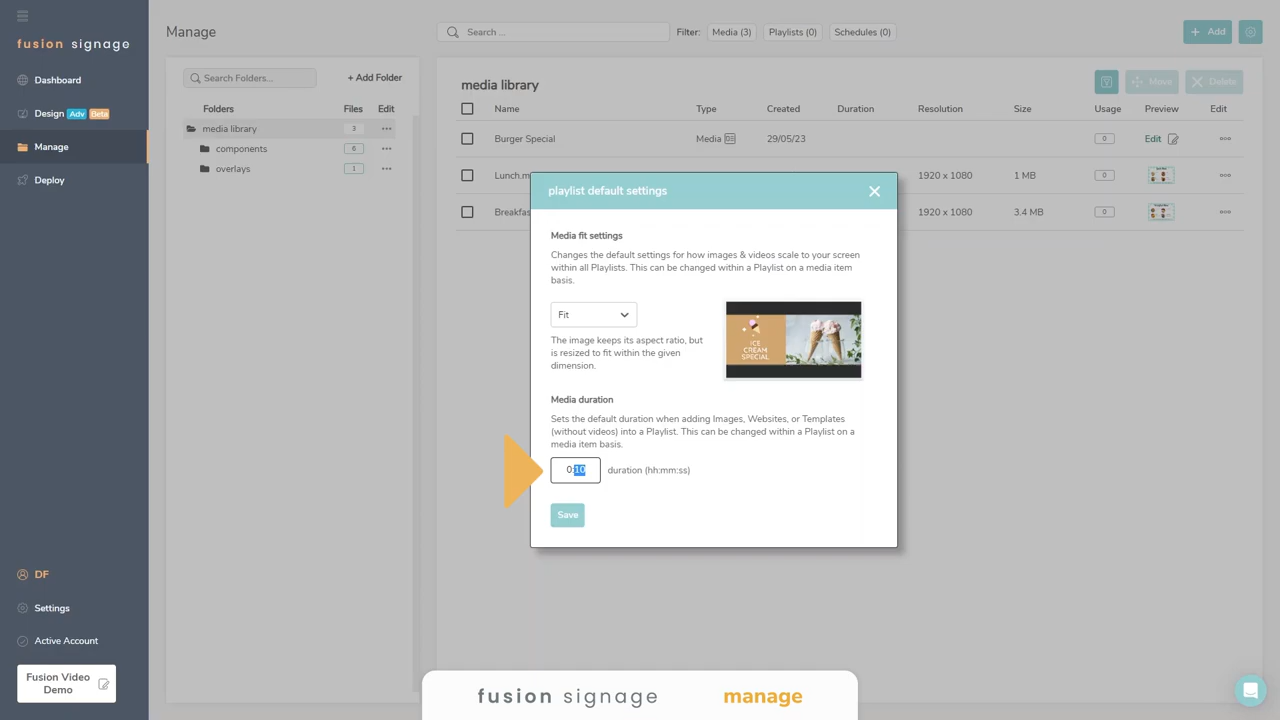 fusion signage
Dashboard
Design Adv Beta
Manage
Deploy
DF
Settings
Active Account
Fusion Video
Demo
Manage
Search ...
Filter: Media (3) Playlists (0) Schedules (0)
+ Add
Search Folders...
+ Add Folder
Folders Files Edit
media library 3
components 6
overlays 1
media library
Move
Delete
Name Type Created Duration Resolution Size Usage Preview Edit
Burger Special Media 29/05/23 0 Edit
Lunch.m 1920 x 1080 1 MB 0
Breakfas 1920 x 1080 3.4 MB 0
playlist default settings
Media fit settings
Changes the default settings for how images & videos scale to your screen
within all Playlists. This can be changed within a Playlist on a media item
basis.
Fit
The image keeps its aspect ratio, but
is resized to fit within the given
dimension.
ICE
CREAM
SPECIAL
Media duration
Sets the default duration when adding Images, Websites, or Templates
(without videos) into a Playlist. This can be changed within a Playlist on a
media item basis.
0:10 duration (hh:mm:ss)
Save
fusion signage manage